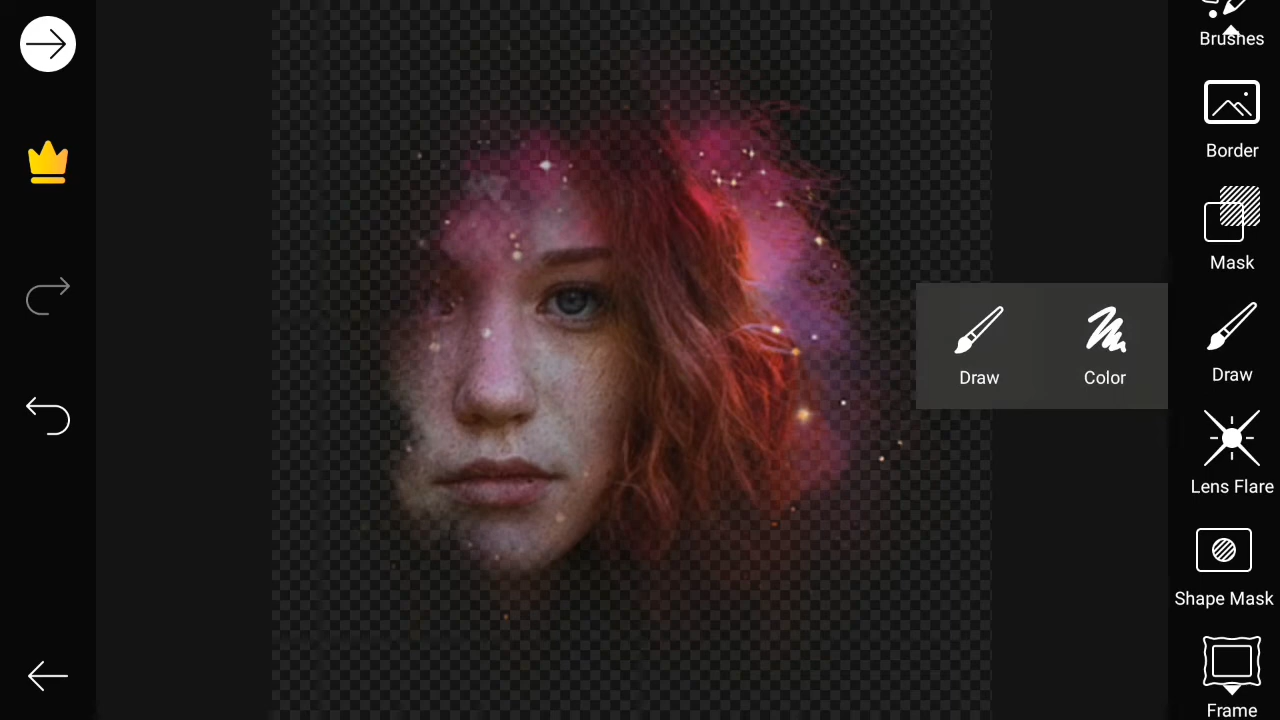 Brushes
Border
Mask
Draw
Color
Draw
Lens Flare
Shape Mask
Frame